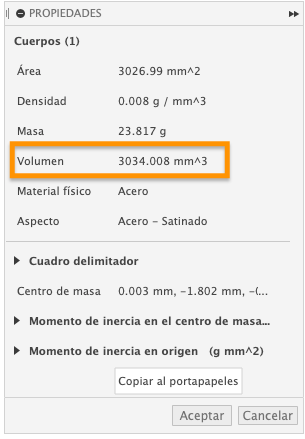 PROPIEDADES
Cuerpos (1)
Área 3026.99 mm^2
Densidad 0.008 g / mm^3
Masa 23.817 g
Volumen 3034.008 mm^3
Material físico Acero
Aspecto Acero - Satinado
Cuadro delimitador
Centro de masa 0.003 mm, -1.802 mm, -(...
Momento de inercia en el centro de masa...
Momento de inercia en origen (g mm^2)
Copiar al portapapeles
Aceptar Cancelar